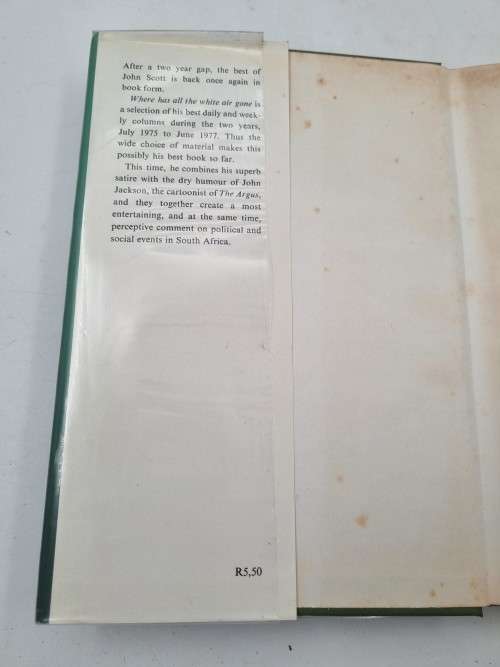 After a two year gap, the best of
John Scott is back once again in
book form.
Where has all the white air gone is
a selection of his best daily and week-
ly columns during the two years,
July 1975 to June 1977. Thus the
wide choice of material makes this
possibly his best book so far.
This time, he combines his superb
satire with the dry humour of John
Jackson, the cartoonist of The Argus,
and they together create a most
entertaining, and at the same time,
perceptive comment on political and
social events in South Africa.
R5,50